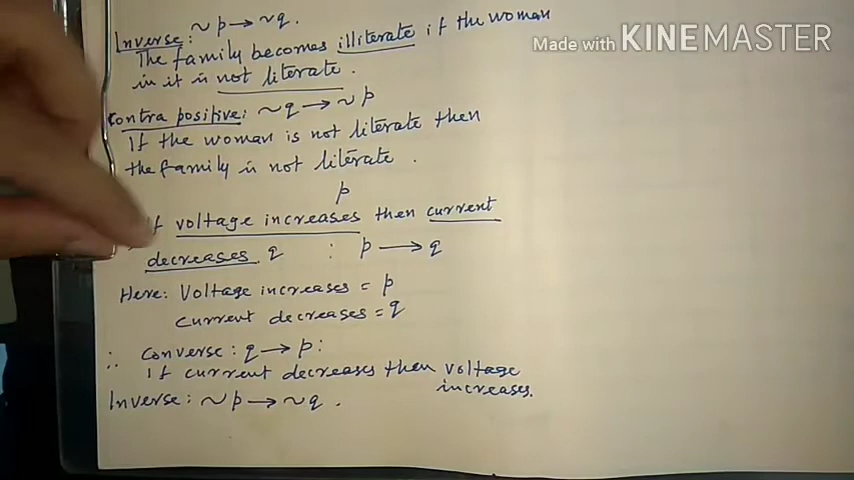 Inverse: ~p → ~q.
The family becomes illiterate if the woman
in it is not literate.
Made with KINEMASTER
Contra positive: ~q → ~p
If the woman is not literate then
the family is not literate.
p
If voltage increases then current
decreases. q : p → q
Here: Voltage increases = p
current decreases = q
∴ Converse: q → p:
If current decreases then voltage
increases.
Inverse: ~p → ~q.